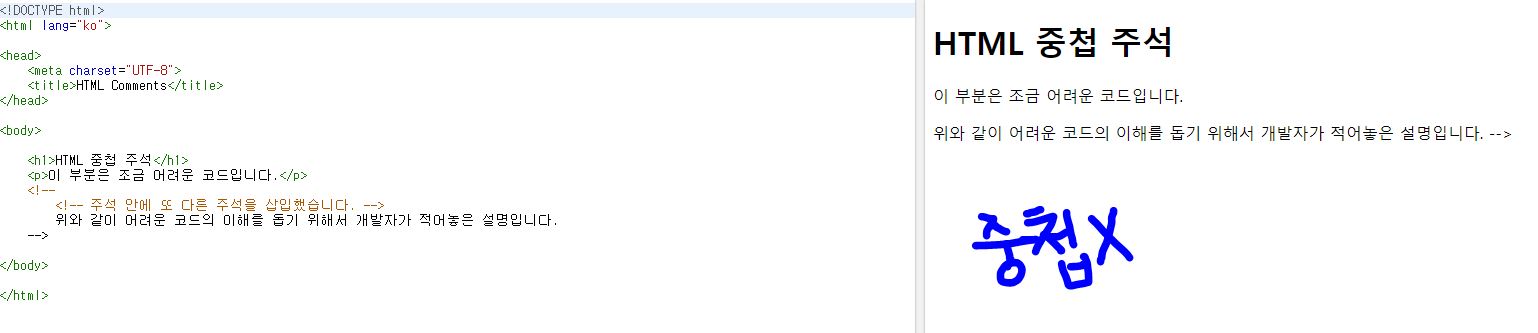 <!DOCTYPE html>
<html lang="ko">
<head>
<meta charset="UTF-8">
<title>HTML Comments</title>
</head>
<body>
<h1>HTML 중첩 주석</h1>
<p>이 부분은 조금 어려운 코드입니다.</p>
<!--
<!-- 주석 안에 또 다른 주석을 삽입했습니다. -->
위와 같이 어려운 코드의 이해를 돕기 위해서 개발자가 적어놓은 설명입니다.
-->
</body>
</html>
HTML 중첩 주석
이 부분은 조금 어려운 코드입니다.
위와 같이 어려운 코드의 이해를 돕기 위해서 개발자가 적어놓은 설명입니다. -->
중첩X